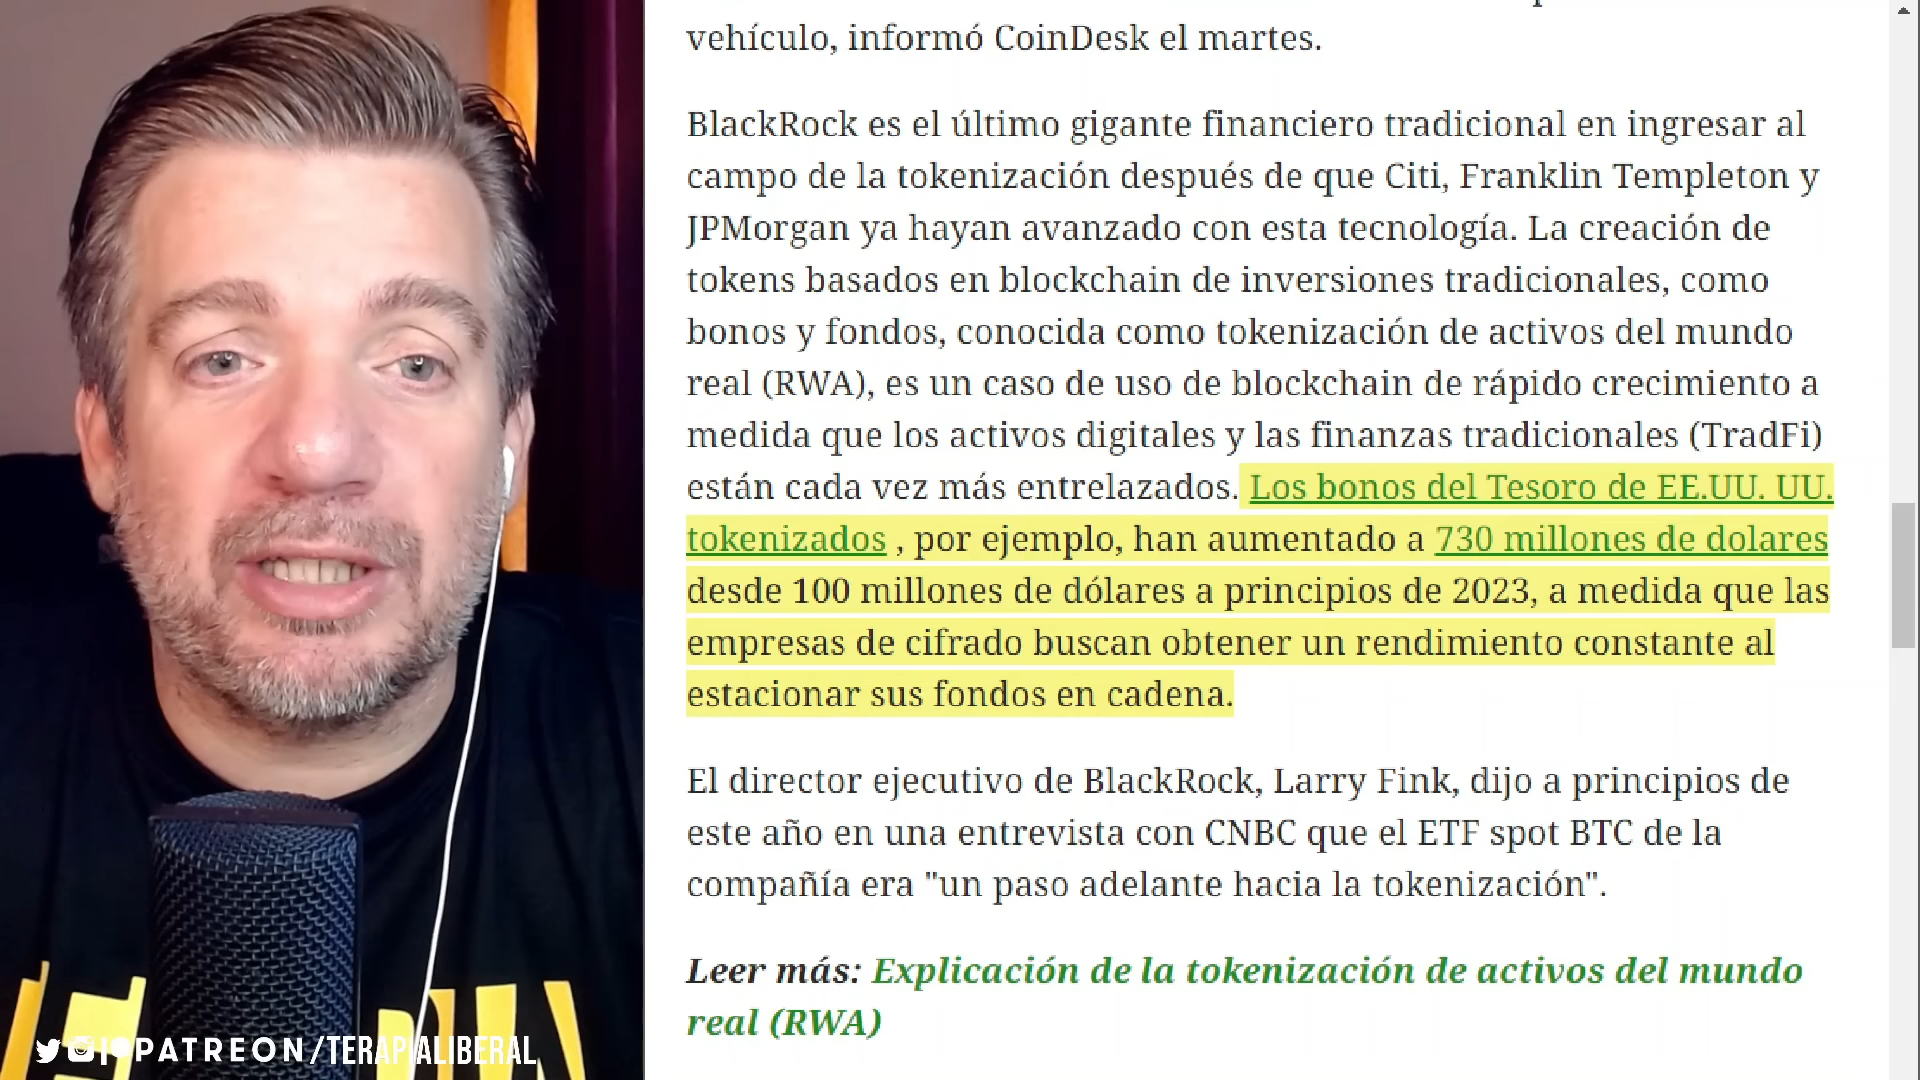 vehículo, informó CoinDesk el martes.
BlackRock es el último gigante financiero tradicional en ingresar al
campo de la tokenización después de que Citi, Franklin Templeton y
JPMorgan ya hayan avanzado con esta tecnología. La creación de
tokens basados en blockchain de inversiones tradicionales, como
bonos y fondos, conocida como tokenización de activos del mundo
real (RWA), es un caso de uso de blockchain de rápido crecimiento a
medida que los activos digitales y las finanzas tradicionales (TradFi)
están cada vez más entrelazados. Los bonos del Tesoro de EE.UU. UU.
tokenizados , por ejemplo, han aumentado a 730 millones de dolares
desde 100 millones de dólares a principios de 2023, a medida que las
empresas de cifrado buscan obtener un rendimiento constante al
estacionar sus fondos en cadena.
El director ejecutivo de BlackRock, Larry Fink, dijo a principios de
este año en una entrevista con CNBC que el ETF spot BTC de la
compañía era "un paso adelante hacia la tokenización".
Leer más: Explicación de la tokenización de activos del mundo
real (RWA)
PATREON/TERAPIALIBERAL